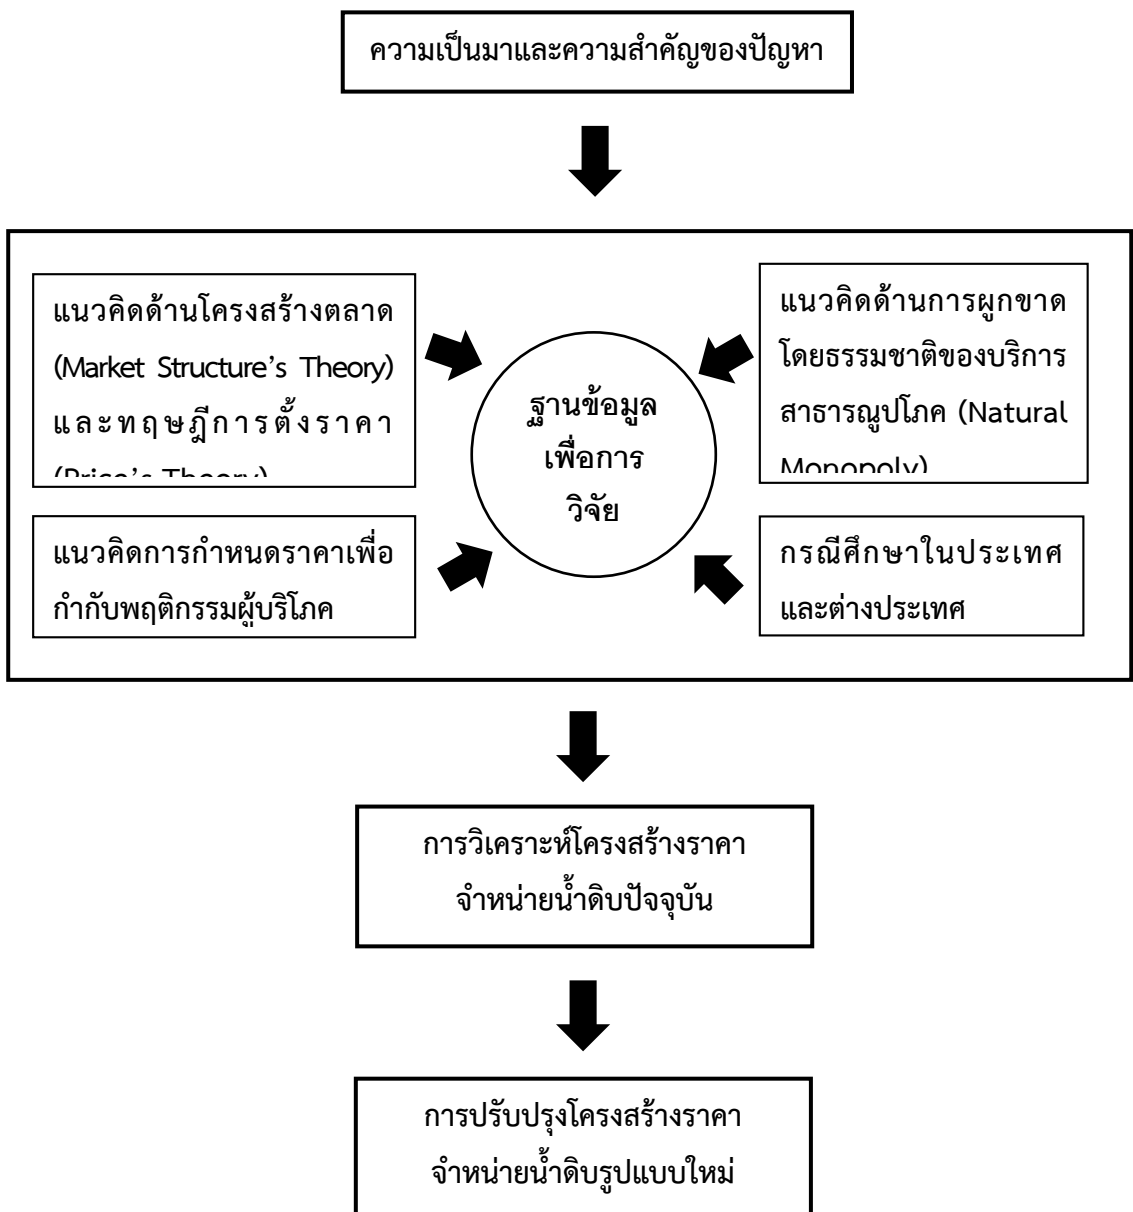 ความเป็นมาและความสำคัญของปัญหา
แนวคิดด้านโครงสร้างตลาด
(Market Structure's Theory)
และทฤษฎีการตั้งราคา
(Price's Theory)
แนวคิดด้านการผูกขาด
โดยธรรมชาติของบริการ
สาธารณูปโภค (Natural
Monopoly)
ฐานข้อมูล
เพื่อการ
วิจัย
แนวคิดการกำหนดราคาเพื่อ
กำกับพฤติกรรมผู้บริโภค
กรณีศึกษาในประเทศ
และต่างประเทศ
การวิเคราะห์โครงสร้างราคา
จำหน่ายน้ำดิบปัจจุบัน
การปรับปรุงโครงสร้างราคา
จำหน่ายน้ำดิบรูปแบบใหม่